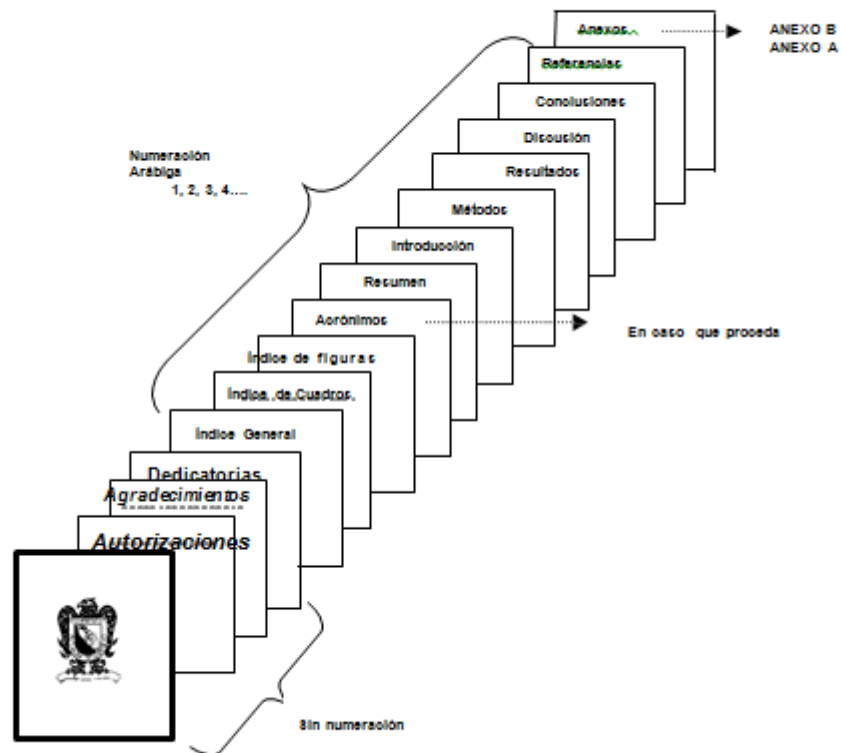 Anexos
ANEXO B
ANEXO A
Referencias
Conclusiones
Discusión
Numeración
Arábiga
1, 2, 3, 4....
Resultados
Métodos
Introducción
Resumen
Acrónimos
En caso que proceda
Índice de figuras
Índice de Cuadros
Índice General
Dedicatorias
Agradecimientos
Autorizaciones
Sin numeración